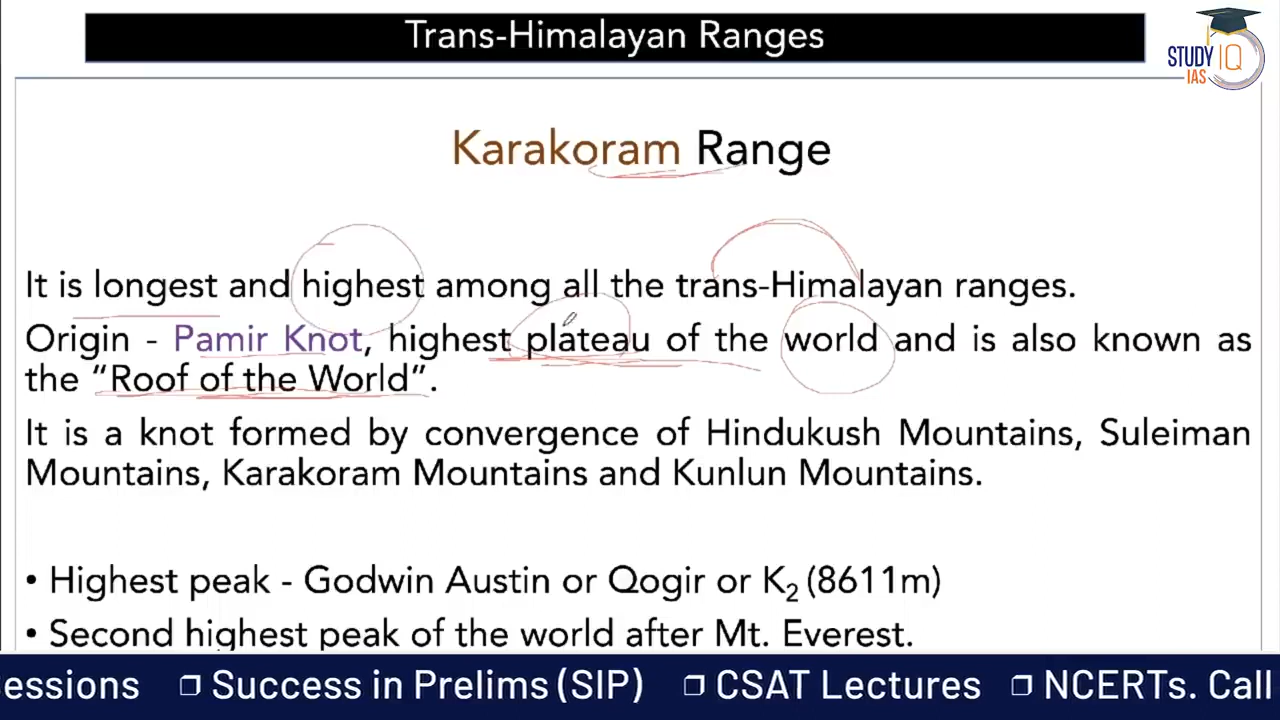 Trans-Himalayan Ranges
STUDY IQ
IAS
Karakoram Range
It is longest and highest among all the trans-Himalayan ranges.
Origin - Pamir Knot, highest plateau of the world and is also known as
the “Roof of the World”.
It is a knot formed by convergence of Hindukush Mountains, Suleiman
Mountains, Karakoram Mountains and Kunlun Mountains.
• Highest peak - Godwin Austin or Qogir or K₂ (8611m)
• Second highest peak of the world after Mt. Everest.
essions ❐ Success in Prelims (SIP) ❐ CSAT Lectures ❐ NCERTs. Call